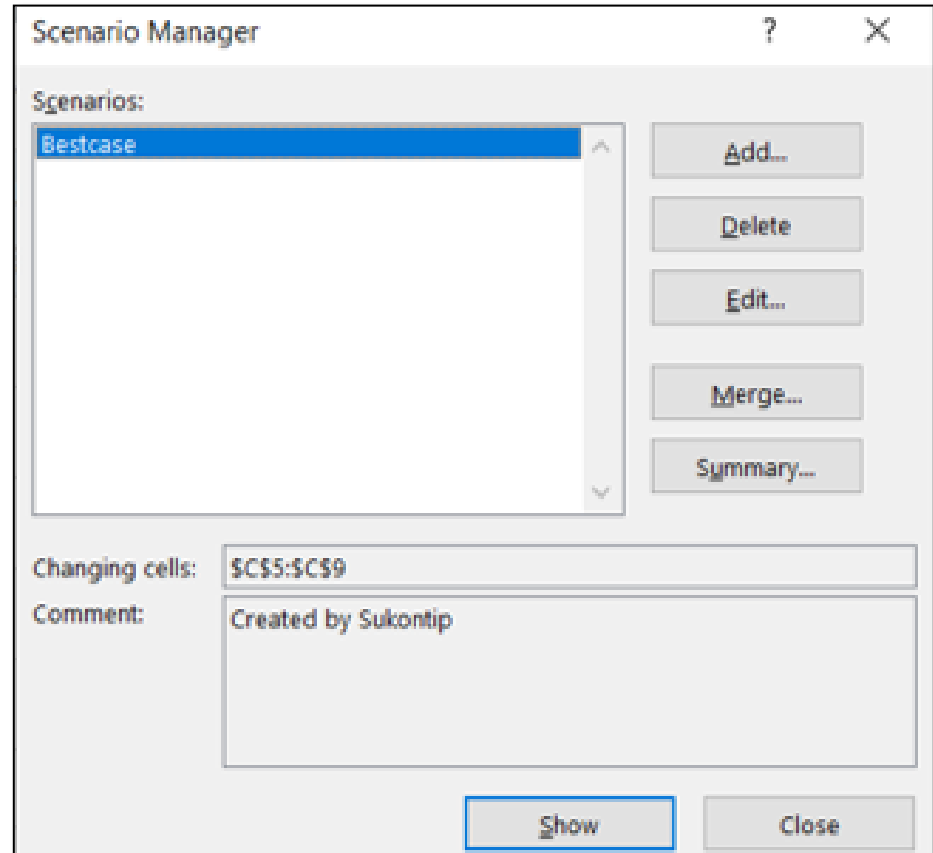 Scenario Manager ?
Scenarios:
Bestcase
Add...
Delete
Edit...
Merge...
Summary...
Changing cells: $C$5:$C$9
Comment: Created by Sukontip
Show Close